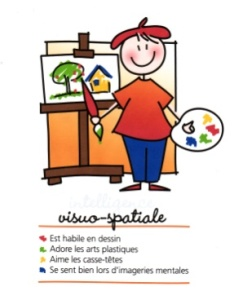 intelligence
visuo-spatiale
Est habile en dessin
Adore les arts plastiques
Aime les casse-têtes
Se sent bien lors d'imageries mentales